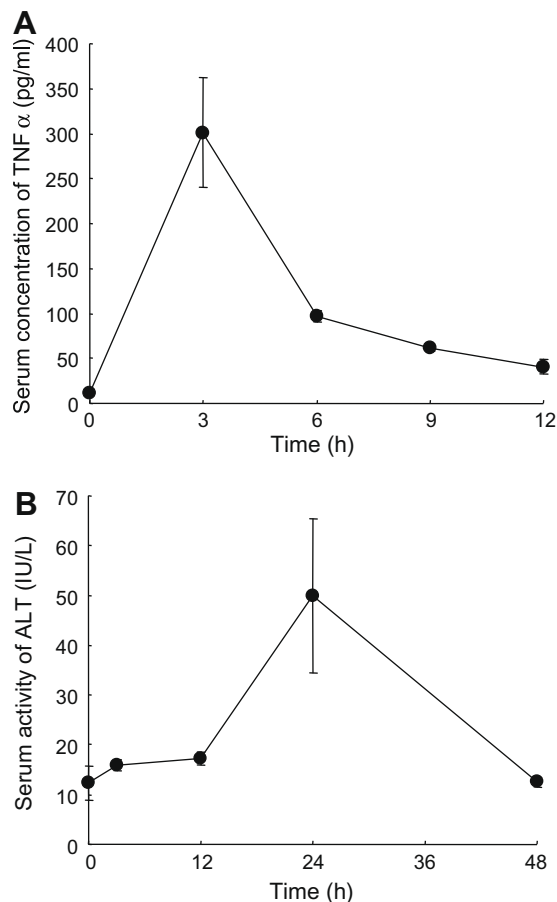 A
Serum concentration of TNF α (pg/ml)
400
350
300
250
200
150
100
50
0
0 3 6 9 12
Time (h)
B
Serum activity of ALT (IU/L)
70
60
50
40
30
20
10
0
0 12 24 36 48
Time (h)